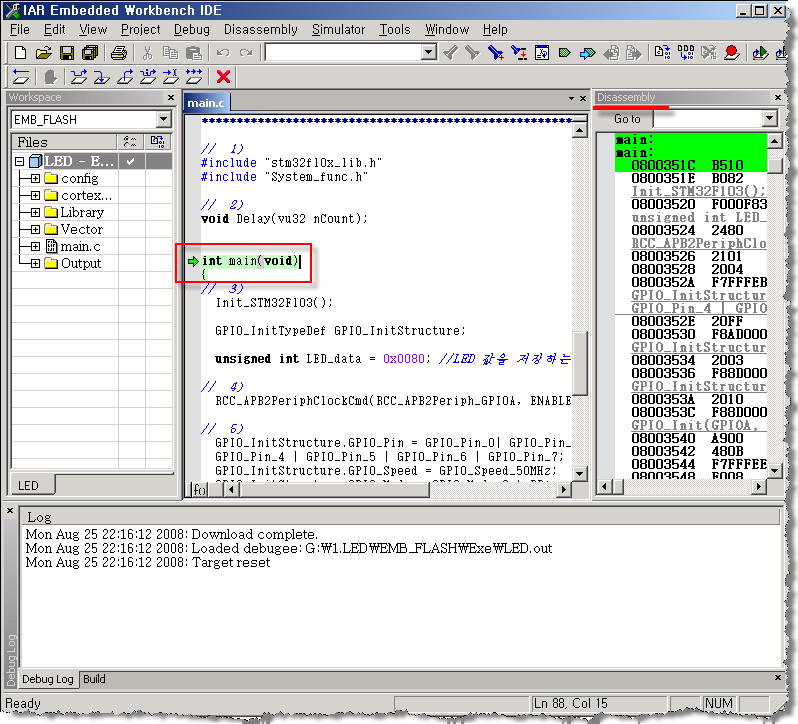 IAR Embedded Workbench IDE
File Edit View Project Debug Disassembly Simulator Tools EMB Window Help
Workspace
EMB_FLASH
Files
LED - E...
config
cortex...
Library
Vector
main.c
Output
LED
main.c
// 1)
#include "stm32f10x_lib.h"
#include "System_func.h"
// 2)
void Delay(vu32 nCount);
int main(void)
{
// 3)
Init_STM32F103();
GPIO_InitTypeDef GPIO_InitStructure;
unsigned int LED_data = 0x0080; //LED 값을 저장하는
// 4)
RCC_APB2PeriphClockCmd(RCC_APB2Periph_GPIOA, ENABLE
// 5)
GPIO_InitStructure.GPIO_Pin = GPIO_Pin_0| GPIO_Pin_
GPIO_Pin_4 | GPIO_Pin_5 | GPIO_Pin_6 | GPIO_Pin_7;
GPIO_InitStructure.GPIO_Speed = GPIO_Speed_50MHz;
fo
Disassembly
Go to
main:
main:
0800351C B510
0800351E B082
Init_STM32F103();
08003520 F000F83
unsigned int LED_
08003524 2480
RCC_APB2PeriphClo
08003526 2101
08003528 2004
0800352A F7FFFEB
GPIO_InitStructur
GPIO_Pin_4 | GPIO
0800352E 20FF
08003530 F8AD000
GPIO_InitStructur
08003534 2003
08003536 F88D000
GPIO_InitStructur
0800353A 2010
0800353C F88D000
GPIO_Init(GPIOA,
08003540 A900
08003542 480B
08003544 F7FFFEB
08003548 F008
Log
Mon Aug 25 22:16:12 2008: Download complete.
Mon Aug 25 22:16:12 2008: Loaded debugee: G:₩1.LED₩EMB_FLASH₩Exe₩LED.out
Mon Aug 25 22:16:12 2008: Target reset
Debug Log
Debug Log Build
Ready
Ln 88, Col 15
NUM